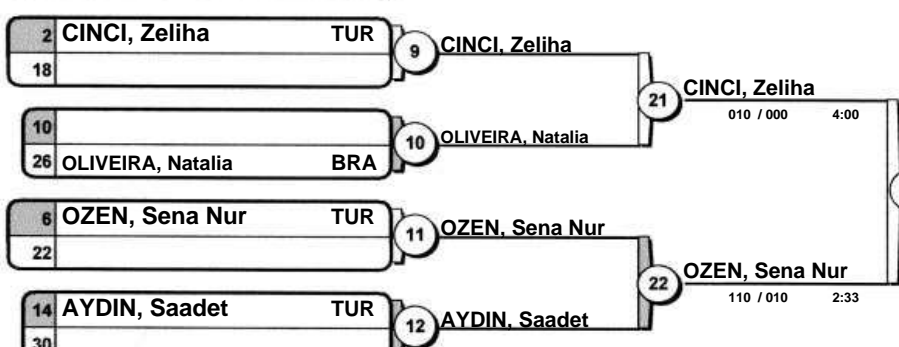 2 CINCI, Zeliha TUR
9 CINCI, Zeliha
18
21 CINCI, Zeliha
010 / 000 4:00
10
10 OLIVEIRA, Natalia
26 OLIVEIRA, Natalia BRA
6 OZEN, Sena Nur TUR
11 OZEN, Sena Nur
22
22 OZEN, Sena Nur
110 / 010 2:33
14 AYDIN, Saadet TUR
12 AYDIN, Saadet
30